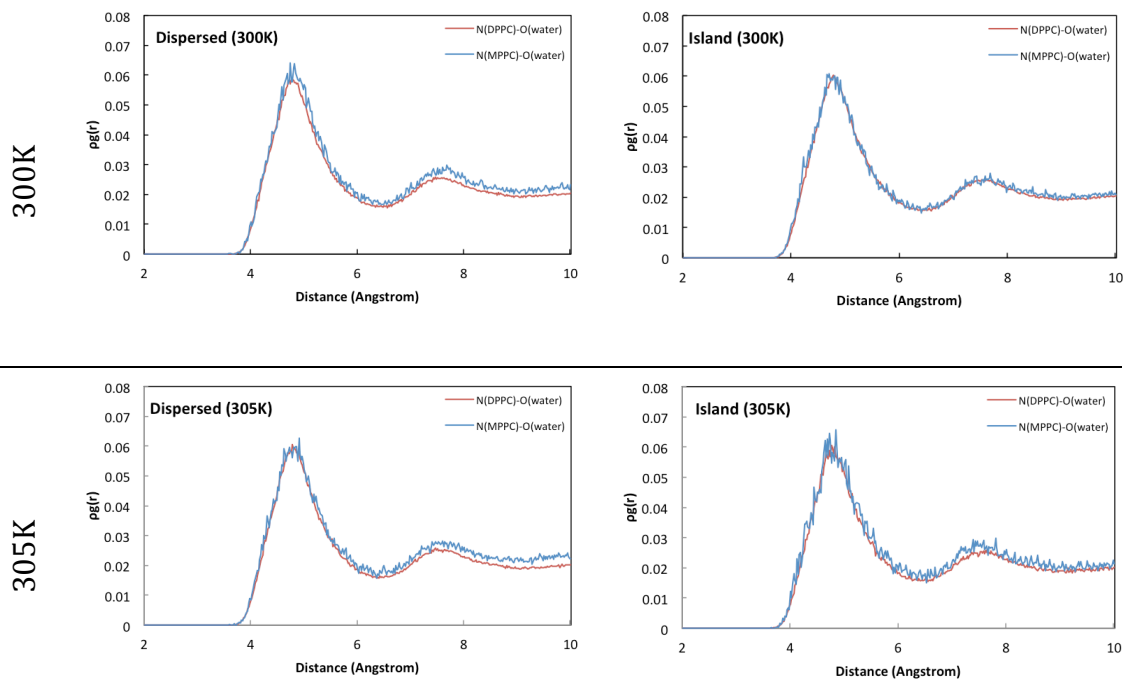 300K
Dispersed (300K)
N(DPPC)-O(water)
N(MPPC)-O(water)
ρg(r)
0.08
0.07
0.06
0.05
0.04
0.03
0.02
0.01
0
2 4 6 8 10
Distance (Angstrom)
Island (300K)
N(DPPC)-O(water)
N(MPPC)-O(water)
ρg(r)
0.08
0.07
0.06
0.05
0.04
0.03
0.02
0.01
0
2 4 6 8 10
Distance (Angstrom)
305K
Dispersed (305K)
N(DPPC)-O(water)
N(MPPC)-O(water)
ρg(r)
0.08
0.07
0.06
0.05
0.04
0.03
0.02
0.01
0
2 4 6 8 10
Distance (Angstrom)
Island (305K)
N(DPPC)-O(water)
N(MPPC)-O(water)
ρg(r)
0.08
0.07
0.06
0.05
0.04
0.03
0.02
0.01
0
2 4 6 8 10
Distance (Angstrom)